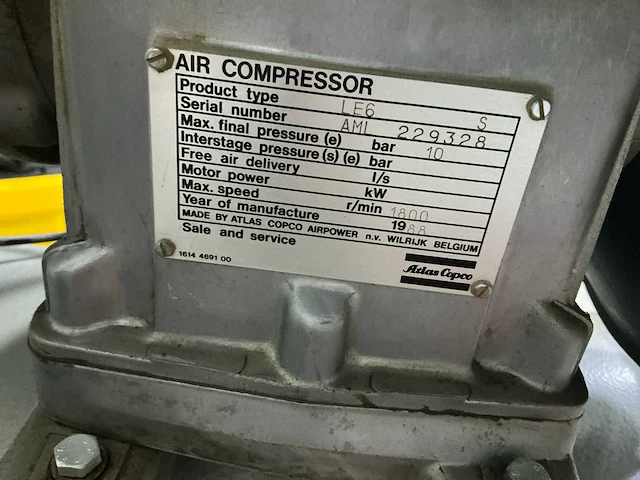 AIR COMPRESSOR
Product type LE6 S
Serial number AMI 229328
Max. final pressure (e) bar 10
Interstage pressure(s) (e) bar
Free air delivery l/s
Motor power kW
Max. speed r/min 1800
Year of manufacture 1988
MADE BY ATLAS COPCO AIRPOWER n.v. WILRIJK BELGIUM
Sale and service
Atlas Copco
1614 4691 00